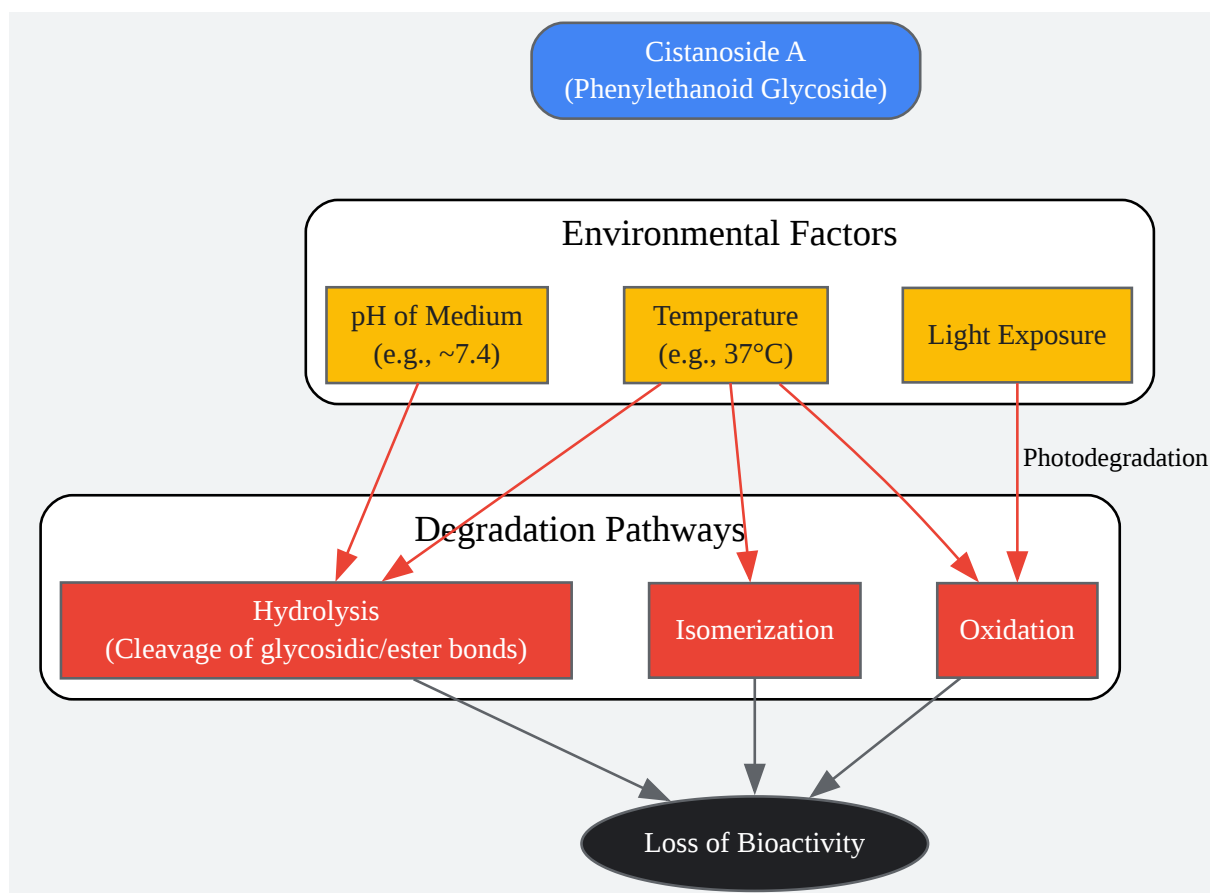 Cistanoside A
(Phenylethanoid Glycoside)
Environmental Factors
pH of Medium
(e.g., ~7.4)
Temperature
(e.g., 37°C)
Light Exposure
Photodegradation
Degradation Pathways
Hydrolysis
(Cleavage of glycosidic/ester bonds)
Isomerization
Oxidation
Loss of Bioactivity